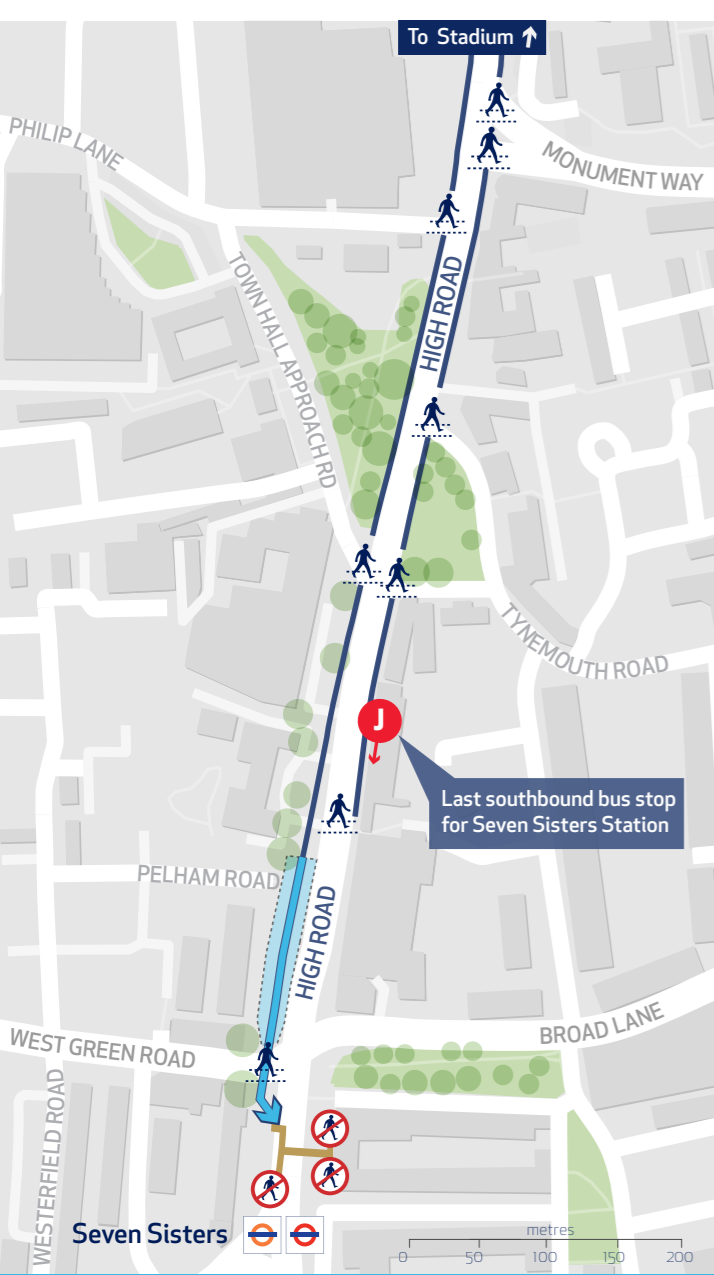 To Stadium
PHILIP LANE
MONUMENT WAY
TOWN HALL APPROACH RD
HIGH ROAD
TYNEMOUTH ROAD
J
Last southbound bus stop
for Seven Sisters Station
PELHAM ROAD
HIGH ROAD
BROAD LANE
WEST GREEN ROAD
WESTERFIELD ROAD
Seven Sisters
metres
0 50 100 150 200